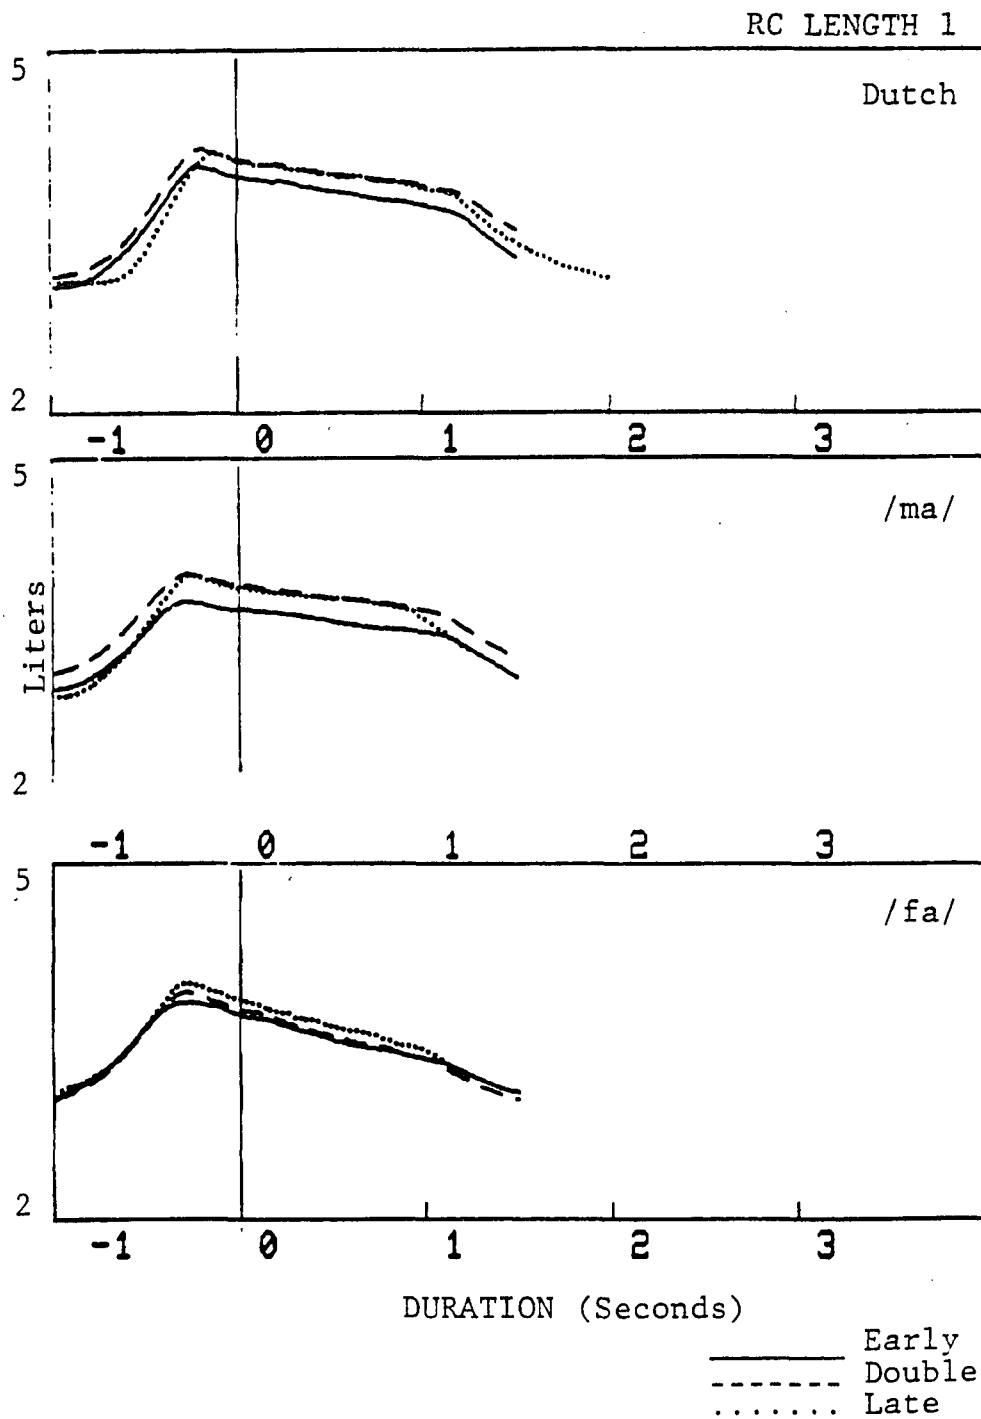 RC LENGTH 1
5
Dutch
2
-1 0 1 2 3
5
/ma/
Liters
2
-1 0 1 2 3
5
/fa/
2
-1 0 1 2 3
DURATION (Seconds)
Early
Double
Late